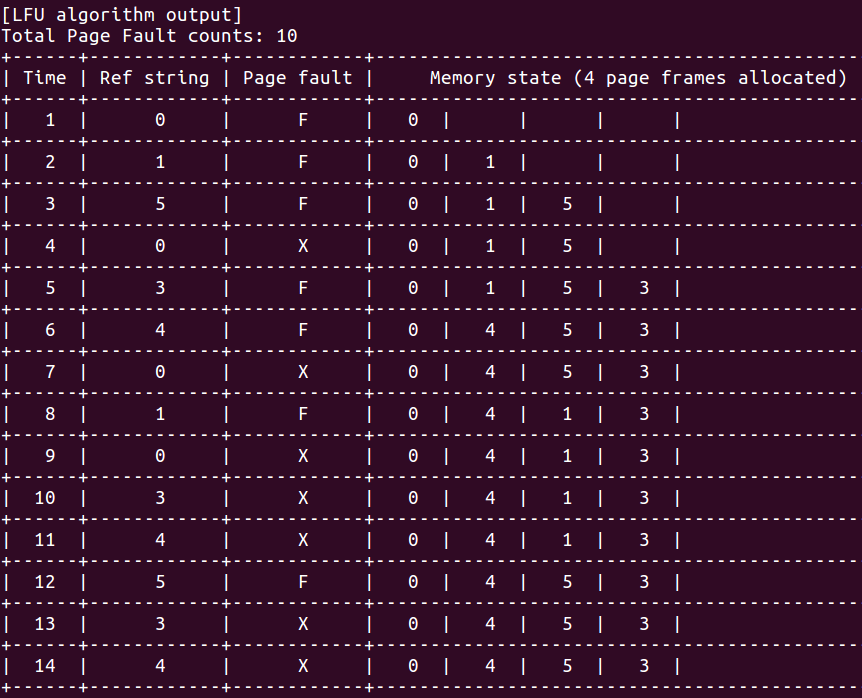 [LFU algorithm output]
Total Page Fault counts: 10
+------+------------+------------+--------------------------------------------
| Time | Ref string | Page fault |     Memory state (4 page frames allocated)
+------+------------+------------+--------------------------------------------
|   1  |      0     |      F     |   0  |      |      |      |
+------+------------+------------+--------------------------------------------
|   2  |      1     |      F     |   0  |   1  |      |      |
+------+------------+------------+--------------------------------------------
|   3  |      5     |      F     |   0  |   1  |   5  |      |
+------+------------+------------+--------------------------------------------
|   4  |      0     |      X     |   0  |   1  |   5  |      |
+------+------------+------------+--------------------------------------------
|   5  |      3     |      F     |   0  |   1  |   5  |   3  |
+------+------------+------------+--------------------------------------------
|   6  |      4     |      F     |   0  |   4  |   5  |   3  |
+------+------------+------------+--------------------------------------------
|   7  |      0     |      X     |   0  |   4  |   5  |   3  |
+------+------------+------------+--------------------------------------------
|   8  |      1     |      F     |   0  |   4  |   1  |   3  |
+------+------------+------------+--------------------------------------------
|   9  |      0     |      X     |   0  |   4  |   1  |   3  |
+------+------------+------------+--------------------------------------------
|  10  |      3     |      X     |   0  |   4  |   1  |   3  |
+------+------------+------------+--------------------------------------------
|  11  |      4     |      X     |   0  |   4  |   1  |   3  |
+------+------------+------------+--------------------------------------------
|  12  |      5     |      F     |   0  |   4  |   5  |   3  |
+------+------------+------------+--------------------------------------------
|  13  |      3     |      X     |   0  |   4  |   5  |   3  |
+------+------------+------------+--------------------------------------------
|  14  |      4     |      X     |   0  |   4  |   5  |   3  |
+------+------------+------------+--------------------------------------------